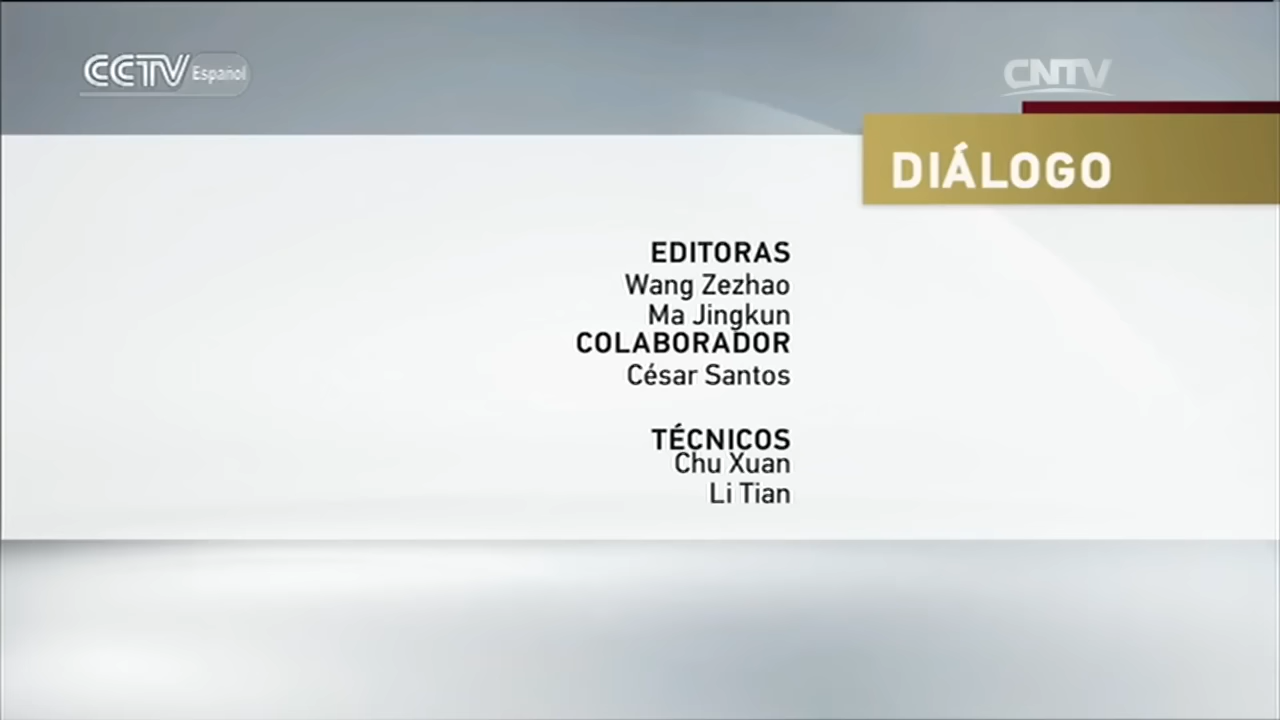 CCTV Español
CNTV
DIÁLOGO
EDITORAS
Wang Zezhao
Ma Jingkun
COLABORADOR
César Santos
TÉCNICOS
Chu Xuan
Li Tian